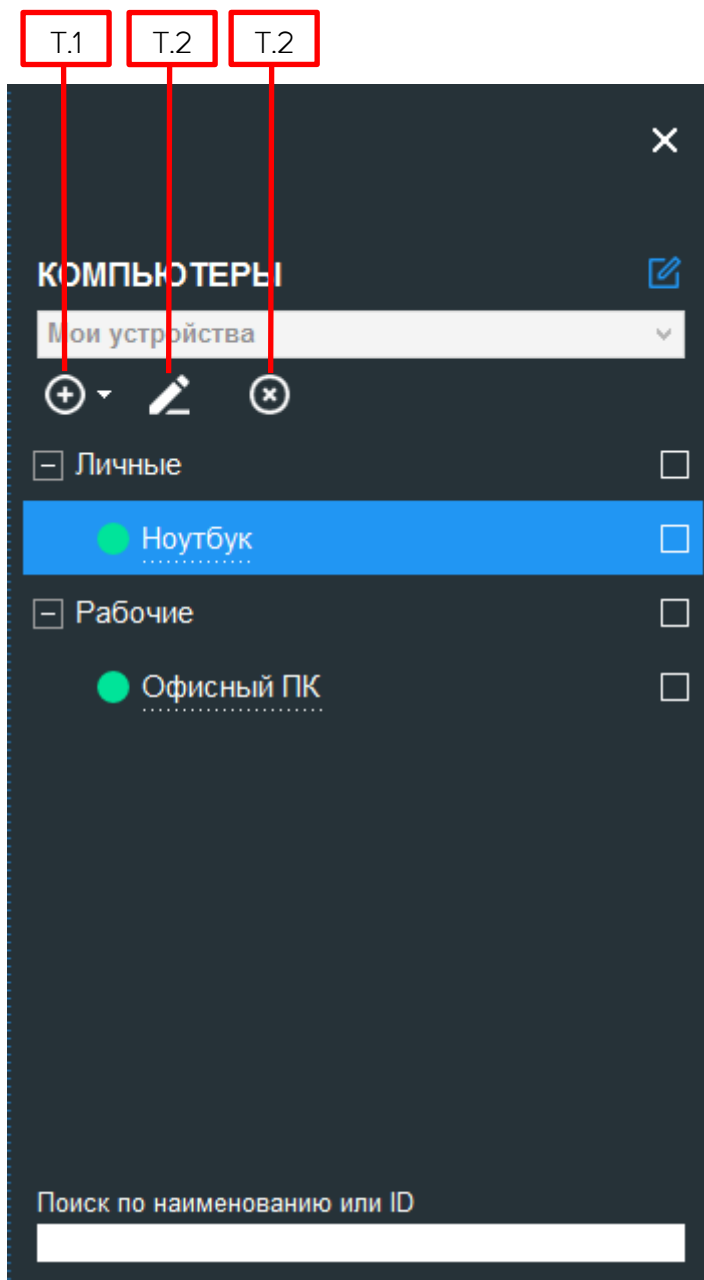 T.1 T.2 T.2
КОМПЬЮТЕРЫ
Мои устройства
Личные
Ноутбук
Рабочие
Офисный ПК
Поиск по наименованию или ID